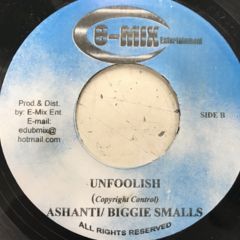 E-MIX
Entertainment
Prod & Dist.
by: E-Mix Ent
E-mail:
edubmix@
hotmail.com
SIDE B
UNFOOLISH
(Copyright Control)
ASHANTI/ BIGGIE SMALLS
ALL RIGHTS RESERVED